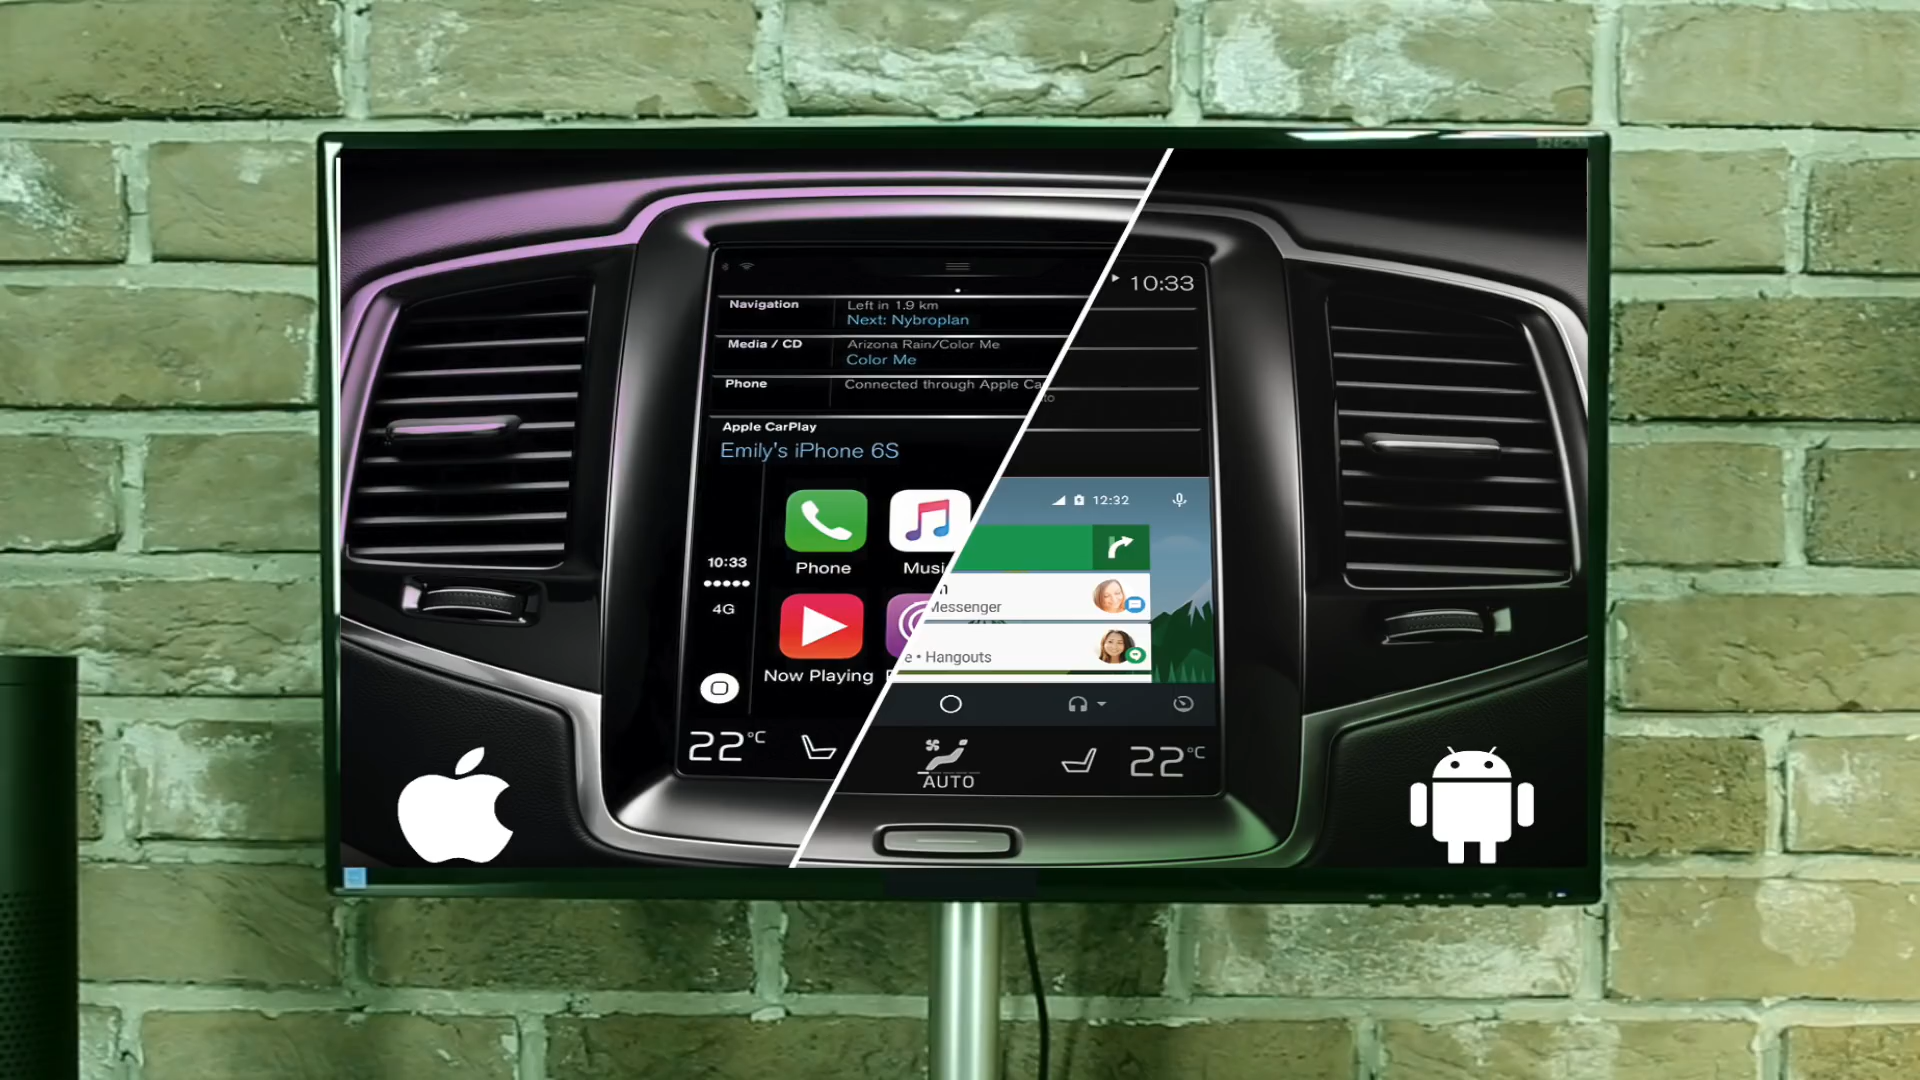 10:33
Navigation
Left in 1.9 km
Next: Nybroplan
Media / CD
Arizona Rain/Color Me
Color Me
Phone
Connected through Apple
Apple CarPlay
Emily's iPhone 6S
12:32
Phone
10:33
4G
Messenger
Hangouts
Now Playing
22°C
AUTO
22°C